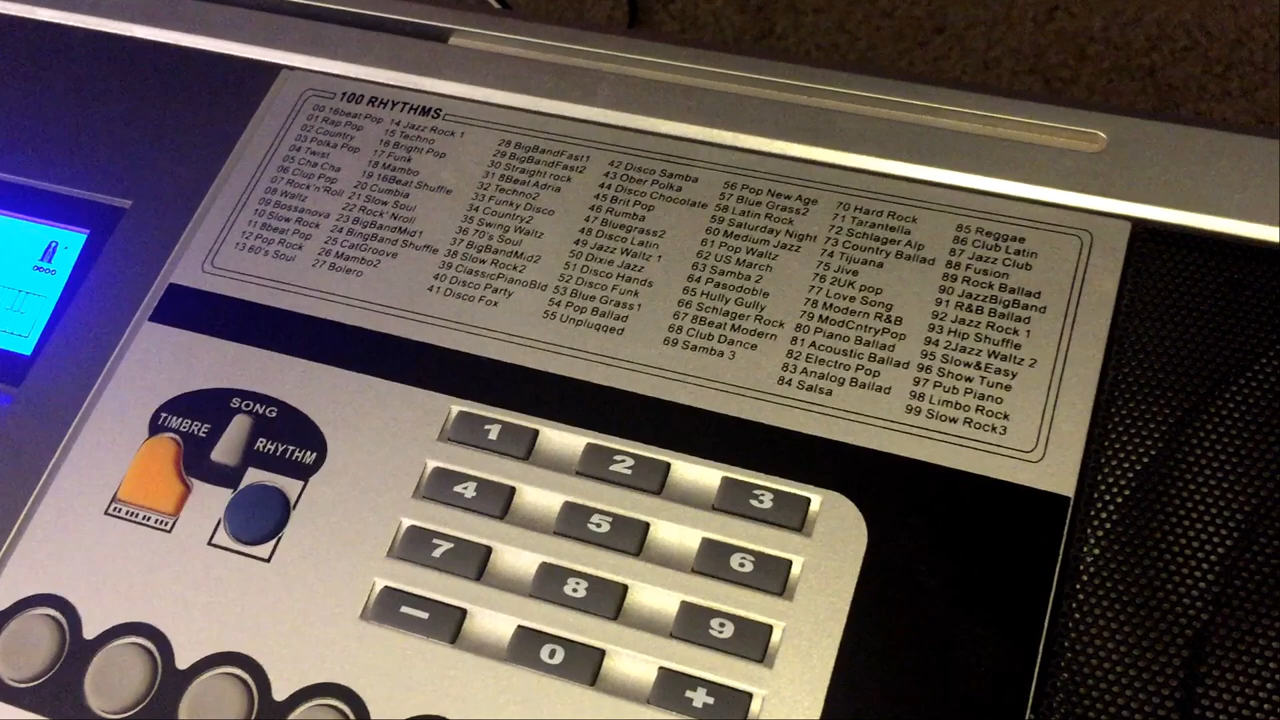 100 RHYTHMS
00 16beat Pop
01 Rap Pop
02 Country
03 Polka Pop
04 Twist
05 Cha Cha
06 Clup Pop
07 Rock'n'Roll
08 Waltz
09 Bossanova
10 Slow Rock
11 8beat Pop
12 Pop Rock
13 60's Soul
14 Jazz Rock 1
15 Techno
16 Bright Pop
17 Funk
18 Mambo
19 16Beat Shuffle
20 Cumbia
21 Slow Soul
22 Rock' Nroll
23 BigBandMid1
24 BingBand Shuffle
25 CatGroove
26 Mambo2
27 Bolero
28 BigBandFast1
29 BigBandFast2
30 Straight rock
31 8Beat Adria
32 Techno2
33 Funky Disco
34 Country2
35 Swing Waltz
36 70's Soul
37 BigBandMid2
38 Slow Rock2
39 ClassicPianoBld
40 Disco Party
41 Disco Fox
42 Disco Samba
43 Ober Polka
44 Disco Chocolate
45 Brit Pop
46 Rumba
47 Bluegrass2
48 Disco Latin
49 Jazz Waltz 1
50 Dixie Jazz
51 Disco Hands
52 Disco Funk
53 Blue Grass1
54 Pop Ballad
55 Unplugged
56 Pop New Age
57 Blue Grass2
58 Latin Rock
59 Saturday Night
60 Medium Jazz
61 Pop Waltz
62 US March
63 Samba 2
64 Pasodoble
65 Hully Gully
66 Schlager Rock
67 8Beat Modern
68 Club Dance
69 Samba 3
70 Hard Rock
71 Tarantella
72 Schlager Alp
73 Country Ballad
74 Tijuana
75 Jive
76 2UK pop
77 Love Song
78 Modern R&B
79 ModCntryPop
80 Piano Ballad
81 Acoustic Ballad
82 Electro Pop
83 Analog Ballad
84 Salsa
85 Reggae
86 Club Latin
87 Jazz Club
88 Fusion
89 Rock Ballad
90 JazzBigBand
91 R&B Ballad
92 Jazz Rock 1
93 Hip Shuffle
94 2Jazz Waltz 2
95 Slow&Easy
96 Show Tune
97 Pub Piano
98 Limbo Rock
99 Slow Rock3
SONG
TIMBRE
RHYTHM
1 2 3
4 5 6
7 8 9
- 0 +